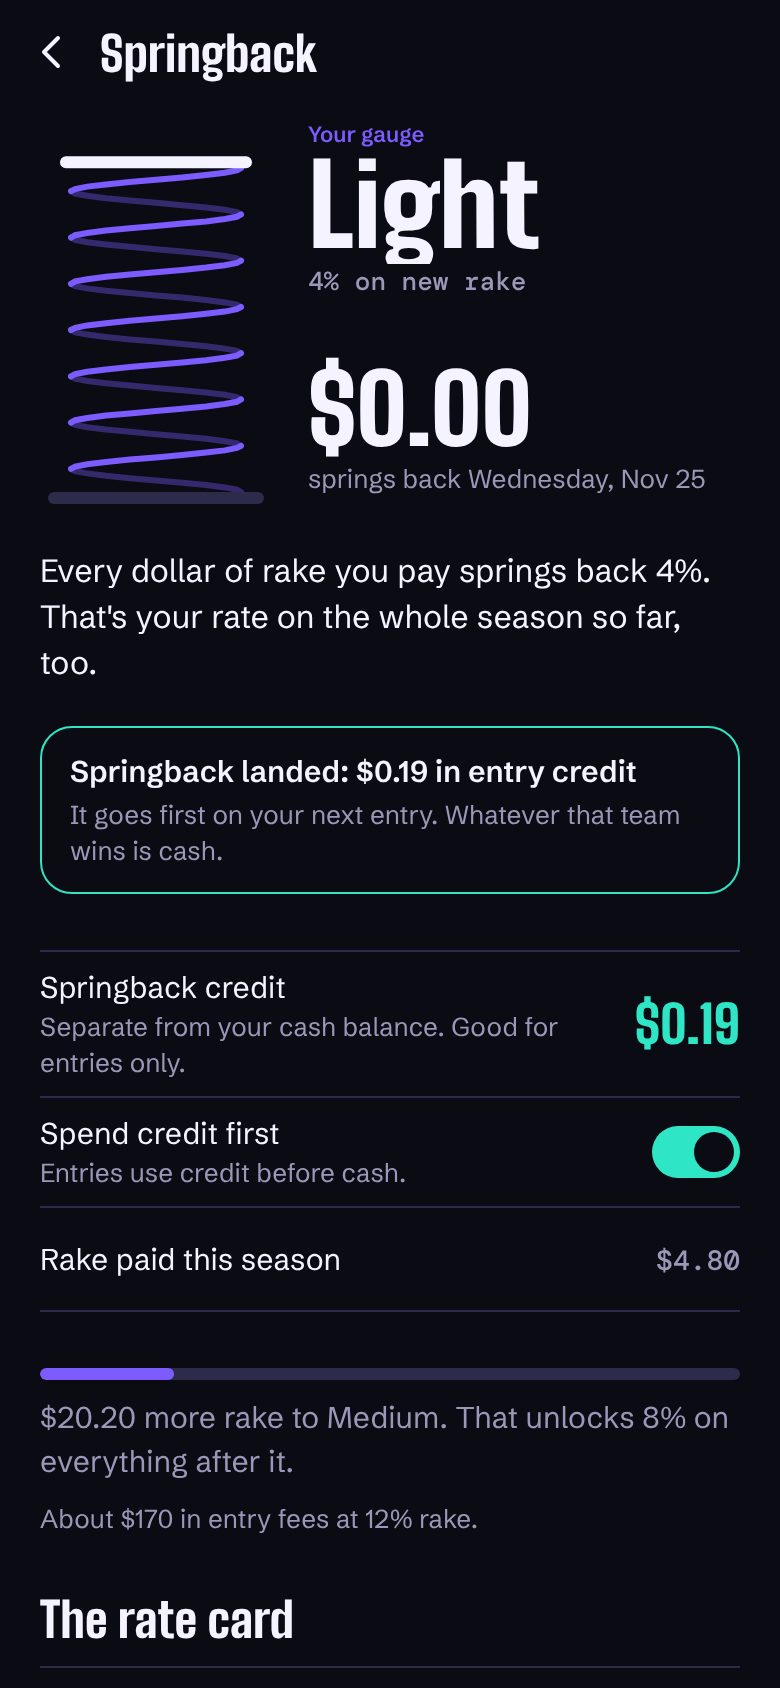 Springback
Your gauge
Light
4% on new rake
$0.00
springs back Wednesday, Nov 25
Every dollar of rake you pay springs back 4%.
That's your rate on the whole season so far,
too.
Springback landed: $0.19 in entry credit
It goes first on your next entry. Whatever that team
wins is cash.
Springback credit
Separate from your cash balance. Good for
entries only.
$0.19
Spend credit first
Entries use credit before cash.
Rake paid this season
$4.80
$20.20 more rake to Medium. That unlocks 8% on
everything after it.
About $170 in entry fees at 12% rake.
The rate card